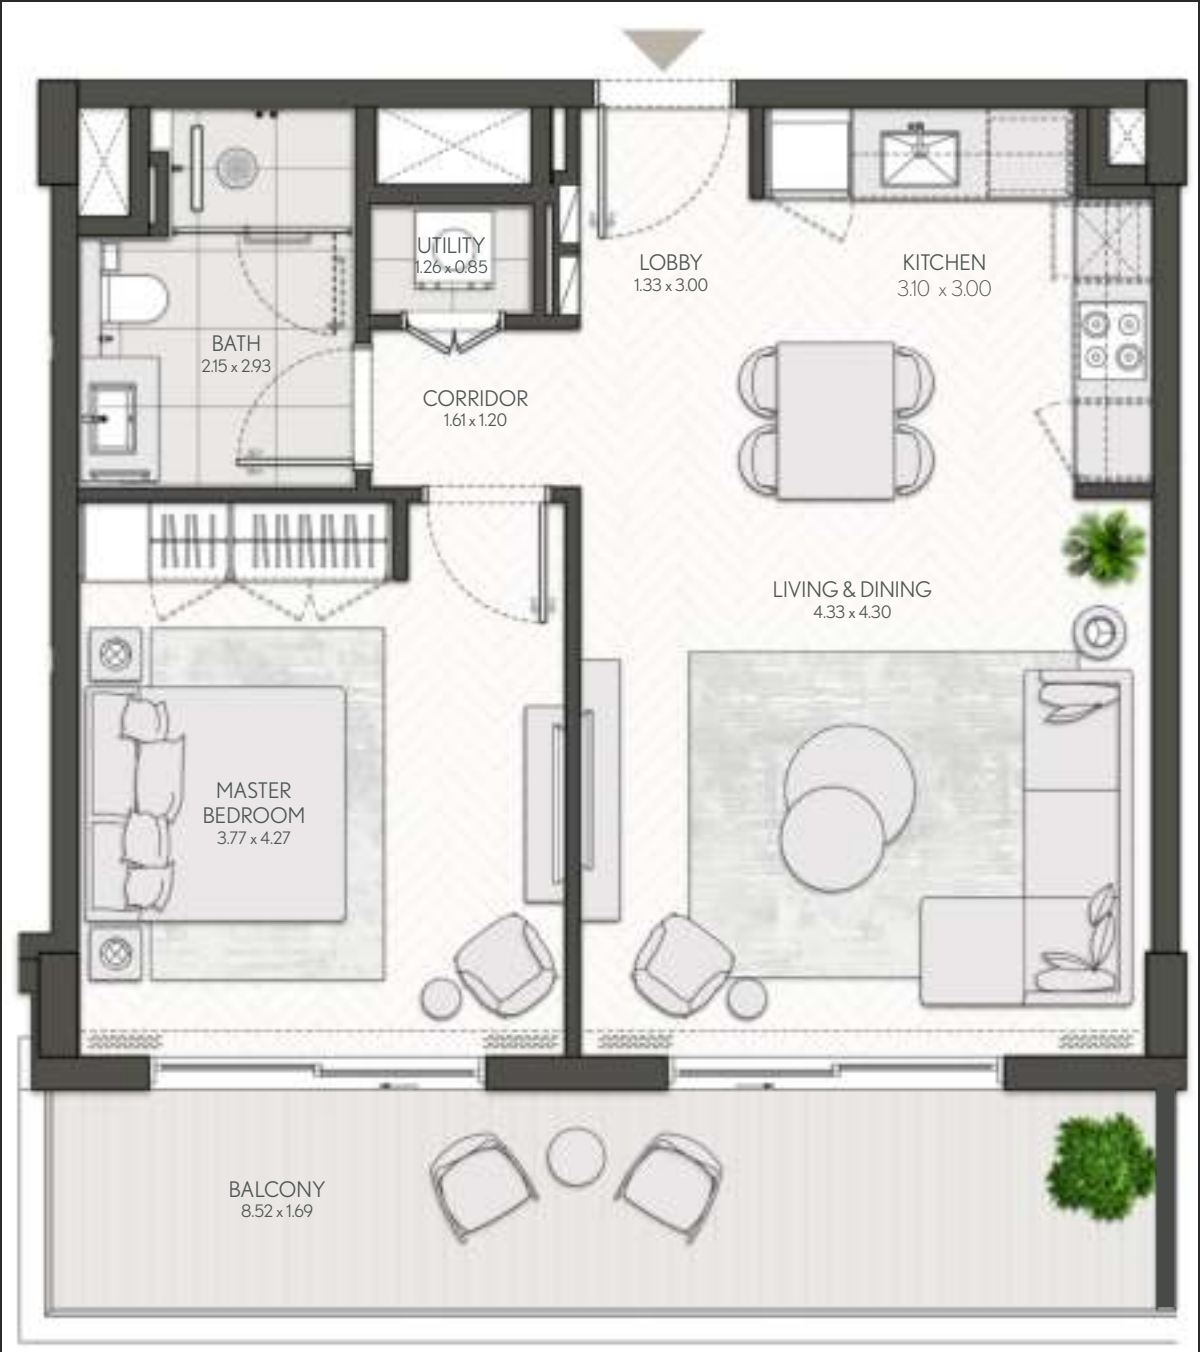 UTILITY
1.26 x 0.85
LOBBY
1.33 x 3.00
KITCHEN
3.10 x 3.00
BATH
2.15 x 2.93
CORRIDOR
1.61 x 1.20
LIVING & DINING
4.33 x 4.30
MASTER
BEDROOM
3.77 x 4.27
BALCONY
8.52 x 1.69